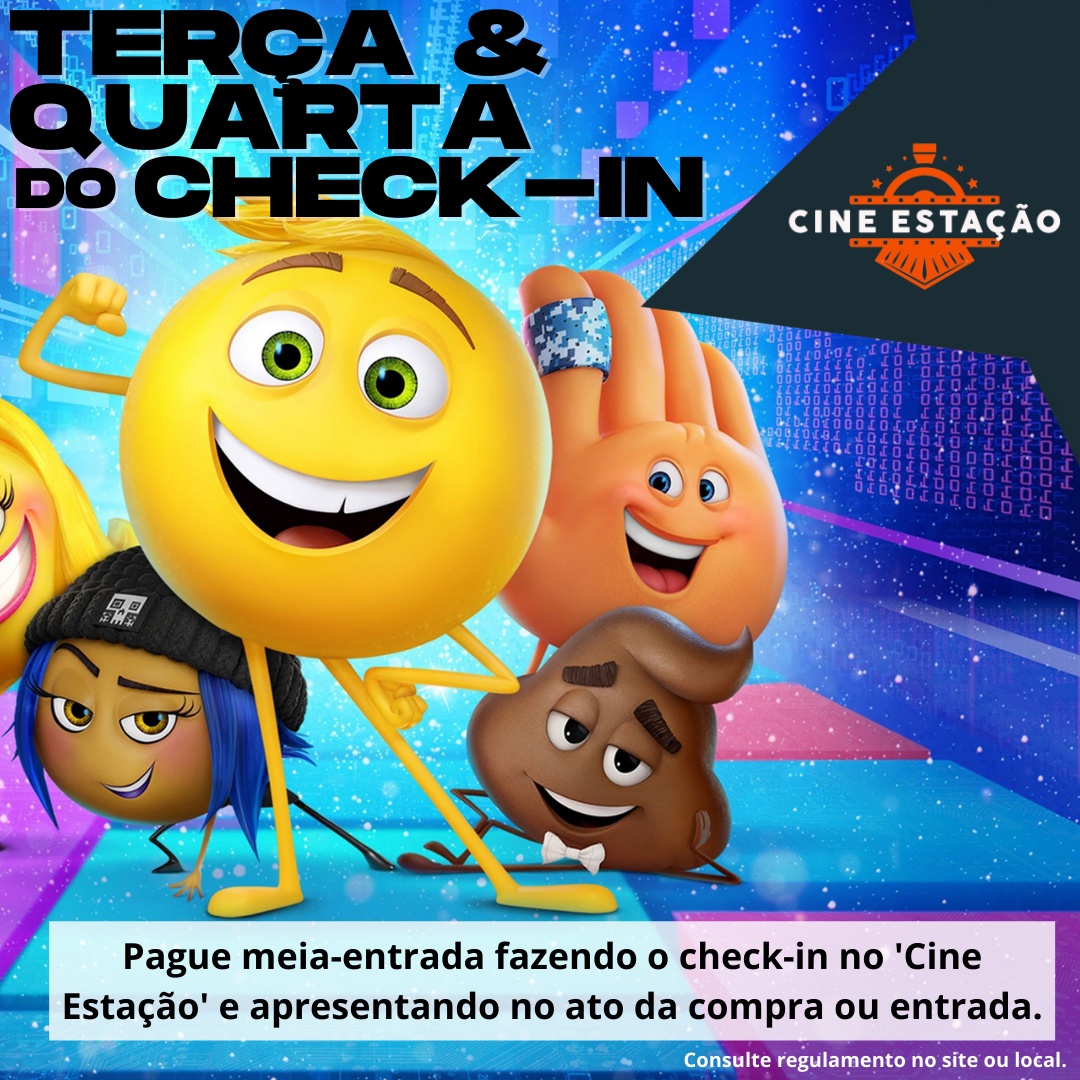 TERÇA &
QUARTA
DO CHECK-IN
CINE ESTAÇÃO
Pague meia-entrada fazendo o check-in no 'Cine
Estação' e apresentando no ato da compra ou entrada.
Consulte regulamento no site ou local.